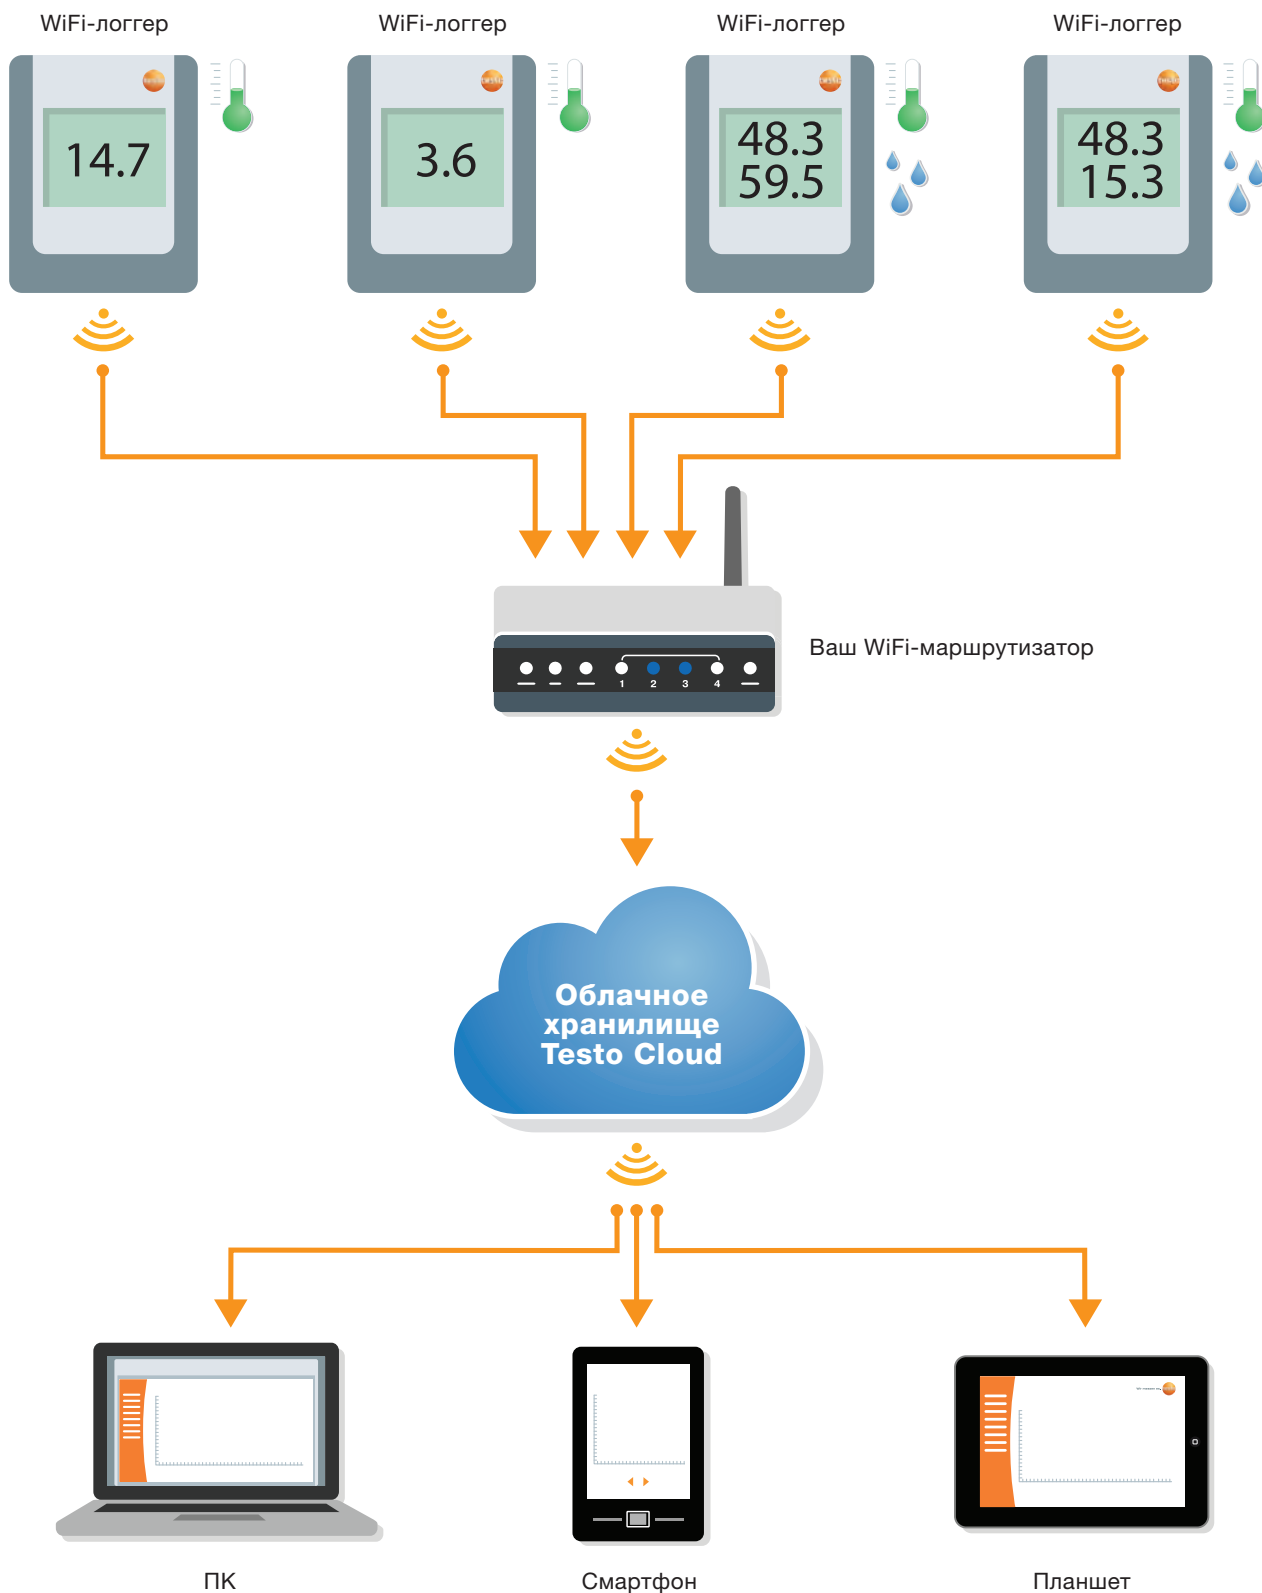 WiFi-логгер
WiFi-логгер
WiFi-логгер
WiFi-логгер
14.7
3.6
48.3
59.5
48.3
15.3
Ваш WiFi-маршрутизатор
1 2 3 4
Облачное
хранилище
Testo Cloud
ПК
Смартфон
Планшет